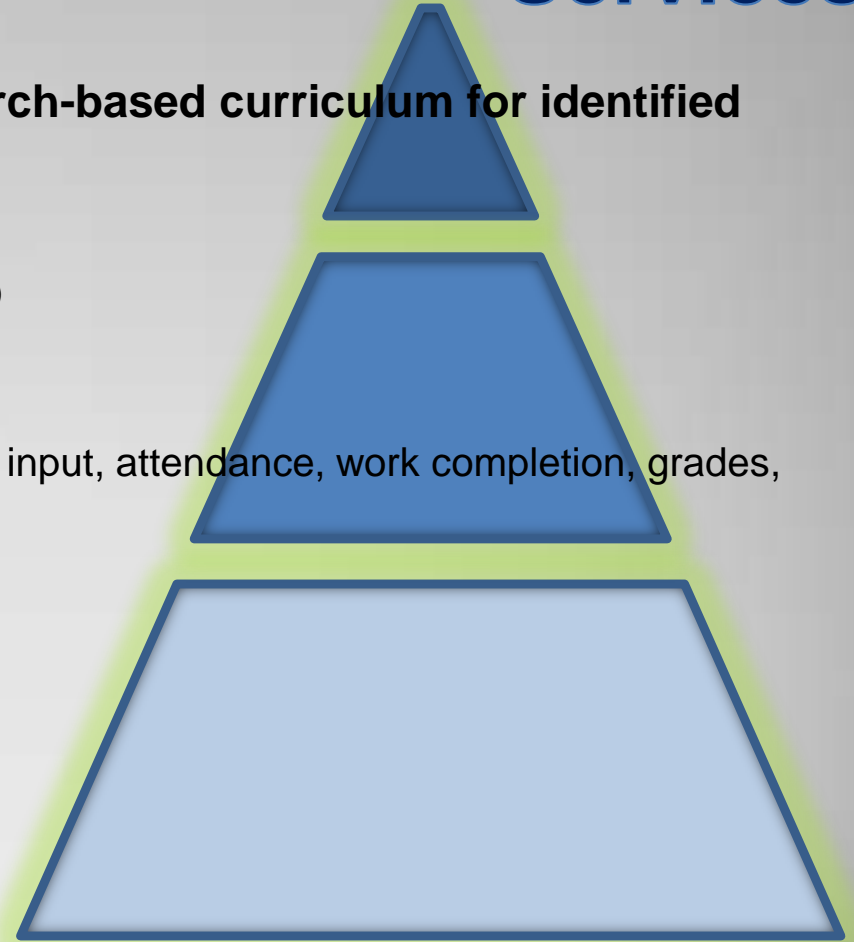 rch-based curriculum for identified
)
input, attendance, work completion, grades,